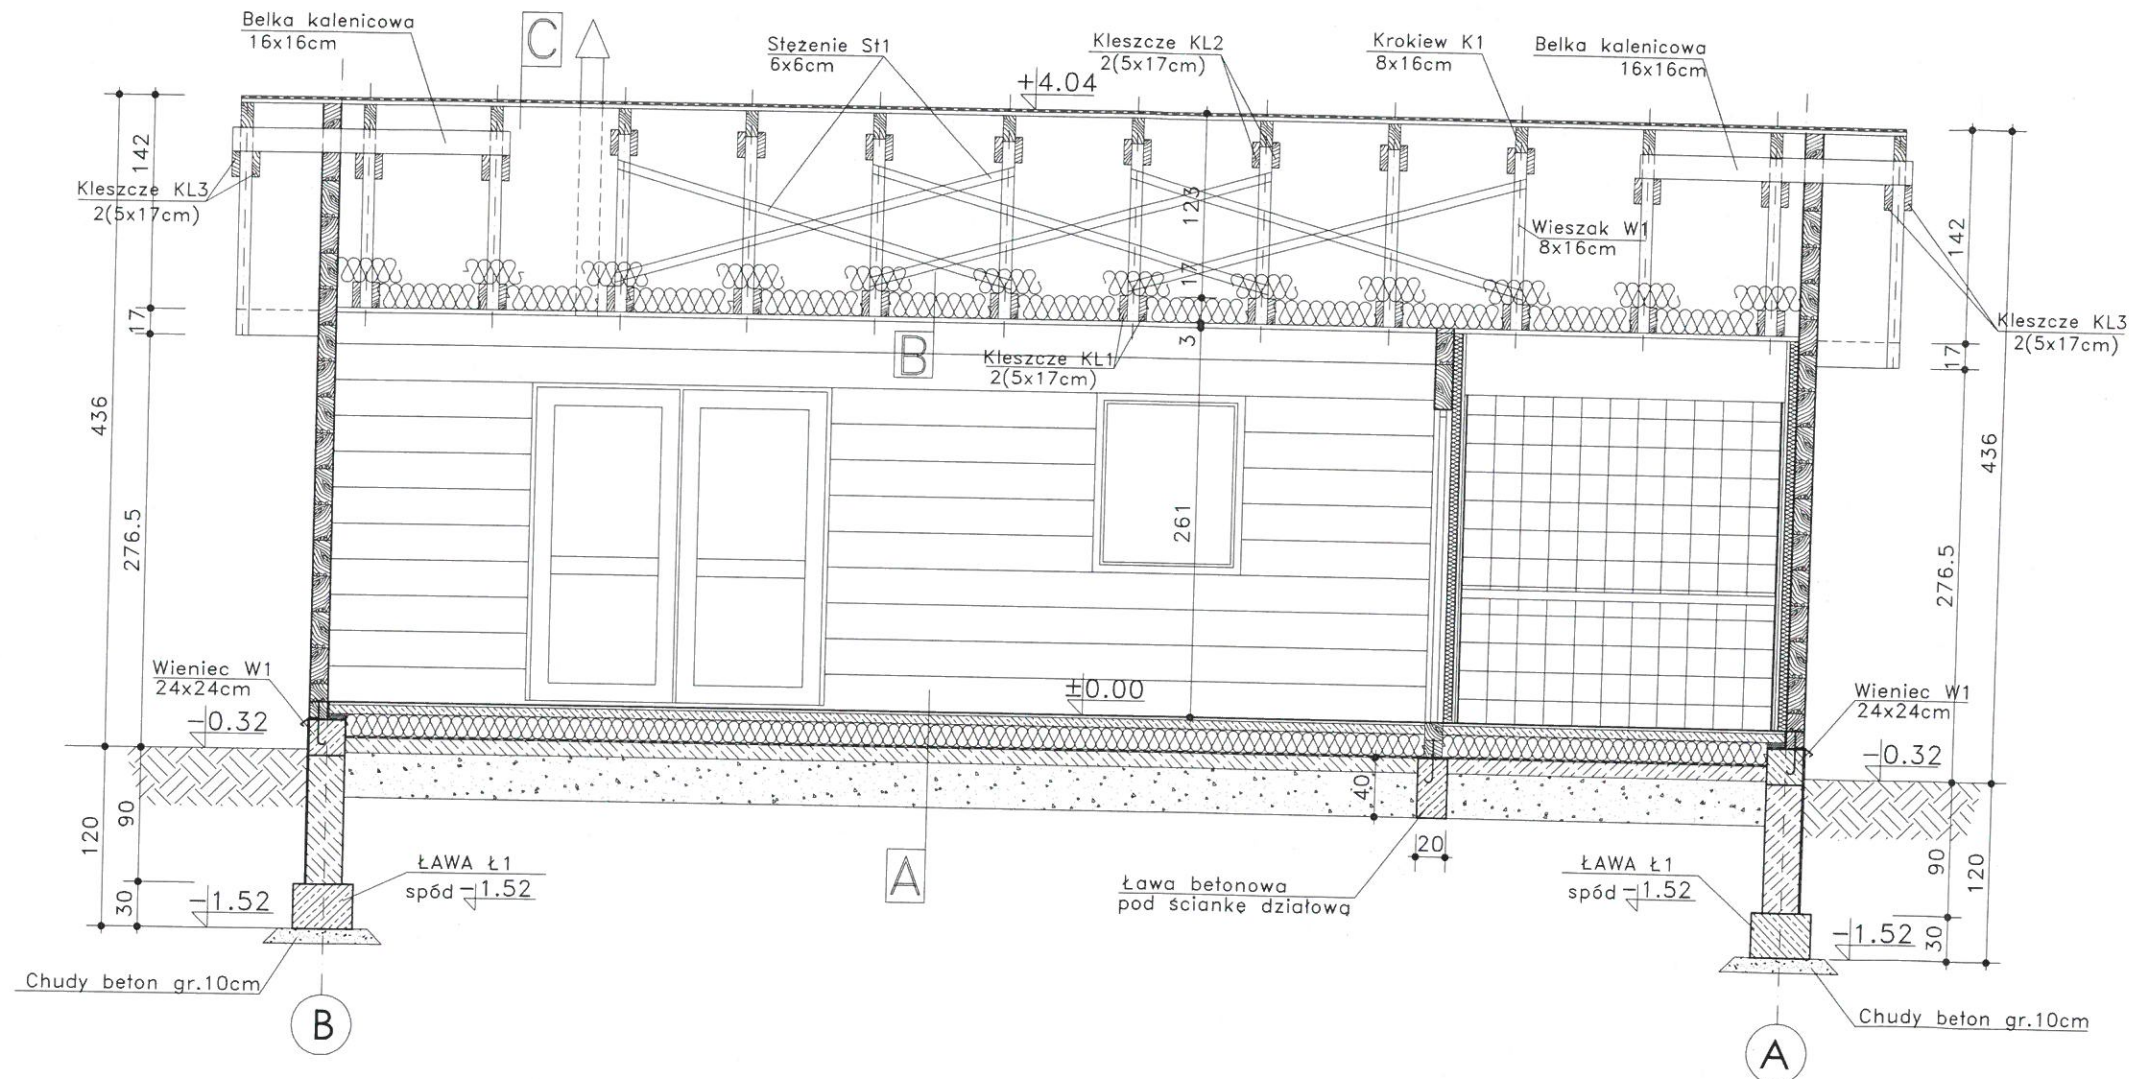 Belka kalenicowa
16x16cm
C
Stężenie St1
6x6cm
Kleszcze KL2
2(5x17cm)
Krokiew K1
8x16cm
Belka kalenicowa
16x16cm
+4.04
142
142
Kleszcze KL3
2(5x17cm)
123
Wieszak W1
8x16cm
17
17
Kleszcze KL3
2(5x17cm)
17
3
B
Kleszcze KL1
2(5x17cm)
436
436
276.5
261
276.5
Wieniec W1
24x24cm
-0.32
±0.00
Wieniec W1
24x24cm
-0.32
40
90
120
20
90
120
ŁAWA Ł1
spód -1.52
A
Ława betonowa
pod ściankę działową
ŁAWA Ł1
spód -1.52
30
-1.52
-1.52
30
Chudy beton gr.10cm
Chudy beton gr.10cm
B
A